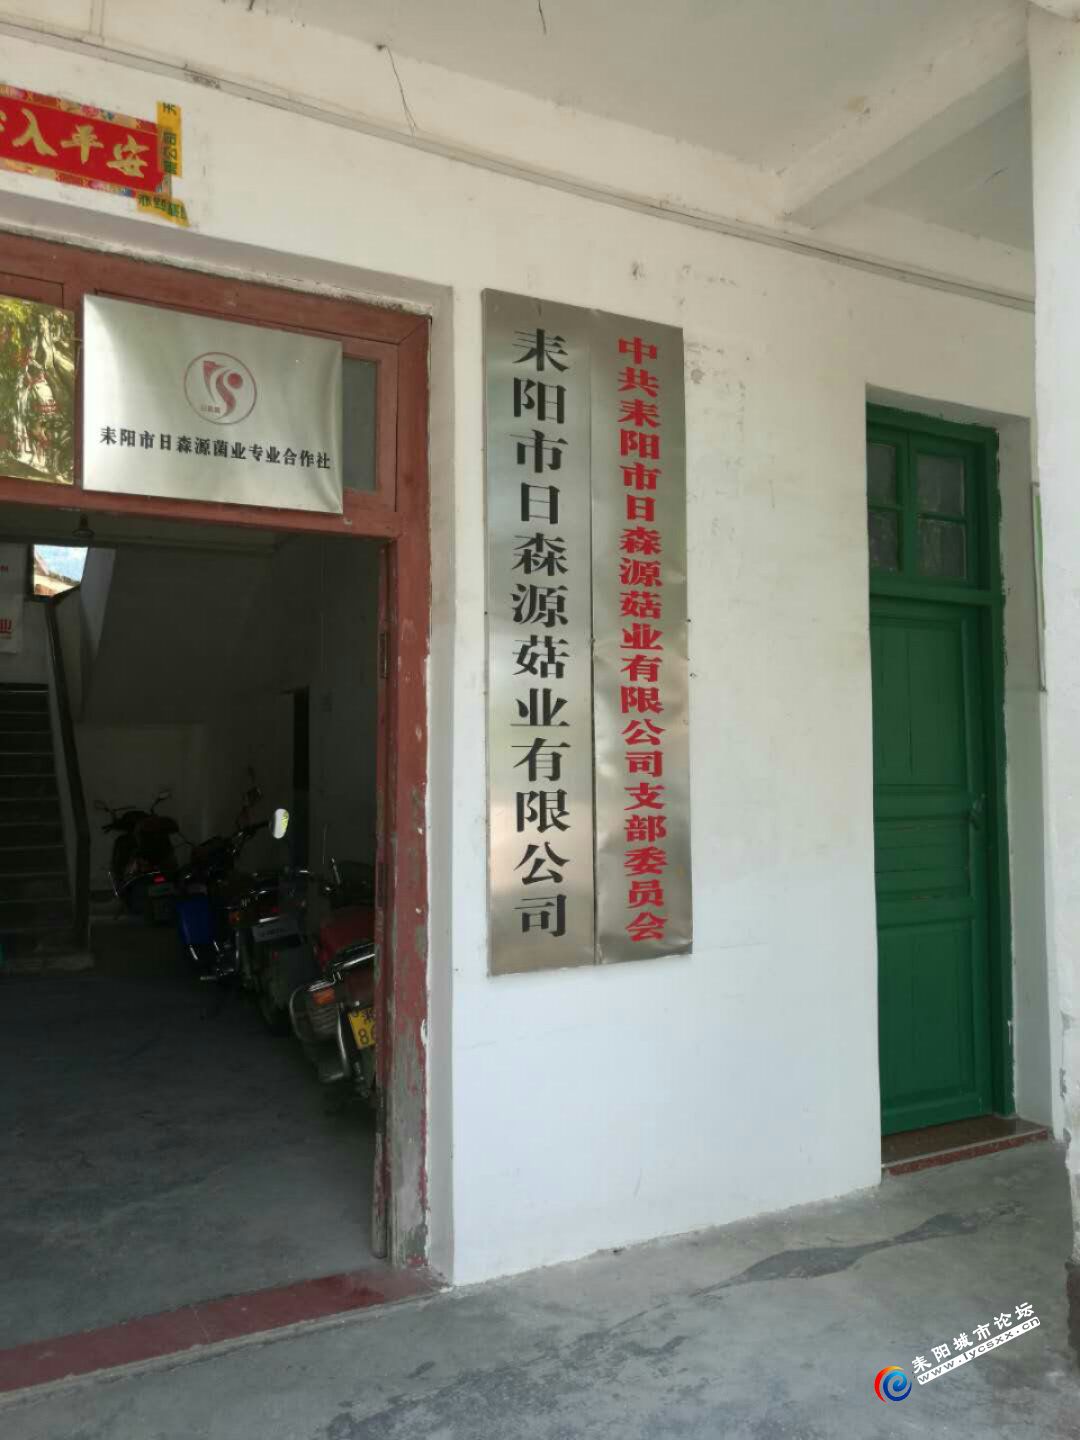 入平安
耒阳市日森源菌业专业合作社
耒阳市日森源菇业有限公司
中共耒阳市日森源菇业有限公司支部委员会
业
耒阳城市论坛
www.lycsxx.cn